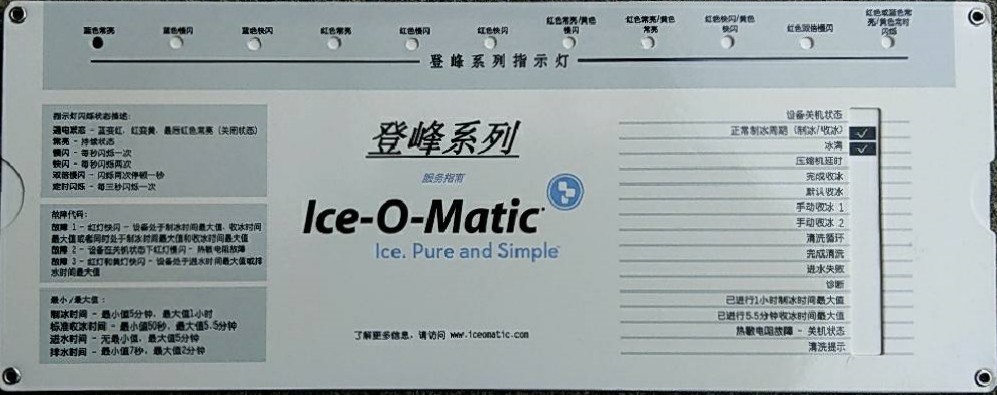 蓝色常亮
蓝色慢闪
蓝色快闪
红色常亮
红色慢闪
红色快闪
红色常亮/黄色
慢闪
红色常亮/黄色
常亮
红色快闪/黄色
快闪
红色双倍慢闪
红色或蓝色常
亮/黄色定时
闪烁
登峰系列指示灯
指示灯闪烁状态描述:
通电状态 - 蓝变红, 红变黄, 最后红色常亮 (关闭状态)
常亮 - 持续状态
慢闪 - 每秒闪烁一次
快闪 - 每秒闪烁两次
双倍慢闪 - 闪烁两次停顿一秒
定时闪烁 - 每三秒闪烁一次
故障代码:
故障 1 - 红灯快闪 - 设备处于制冰时间最大值, 收冰时间
最大值或者同时处于制冰时间最大值和收冰时间最大值
故障 2 - 设备在关机状态下红灯慢闪 - 热敏电阻故障
故障 3 - 红灯和黄灯快闪 - 设备处于进水时间最大值或排
水时间最大值
最小/最大值:
制冰时间 - 最小值5分钟, 最大值1小时
标准收冰时间 - 最小值50秒, 最大值5.5分钟
进水时间 - 无最小值, 最大值5分钟
排水时间 - 最小值7秒, 最大值2分钟
登峰系列
服务指南
Ice-O-Matic
Ice. Pure and Simple
了解更多信息, 请访问 www.iceomatic.com
设备关机状态
正常制冰周期 (制冰/收冰)
冰满
压缩机延时
完成收冰
默认收冰
手动收冰 1
手动收冰 2
清洗循环
完成清洗
进水失败
诊断
已进行1小时制冰时间最大值
已进行5.5分钟收冰时间最大值
热敏电阻故障 - 关机状态
清洗提示